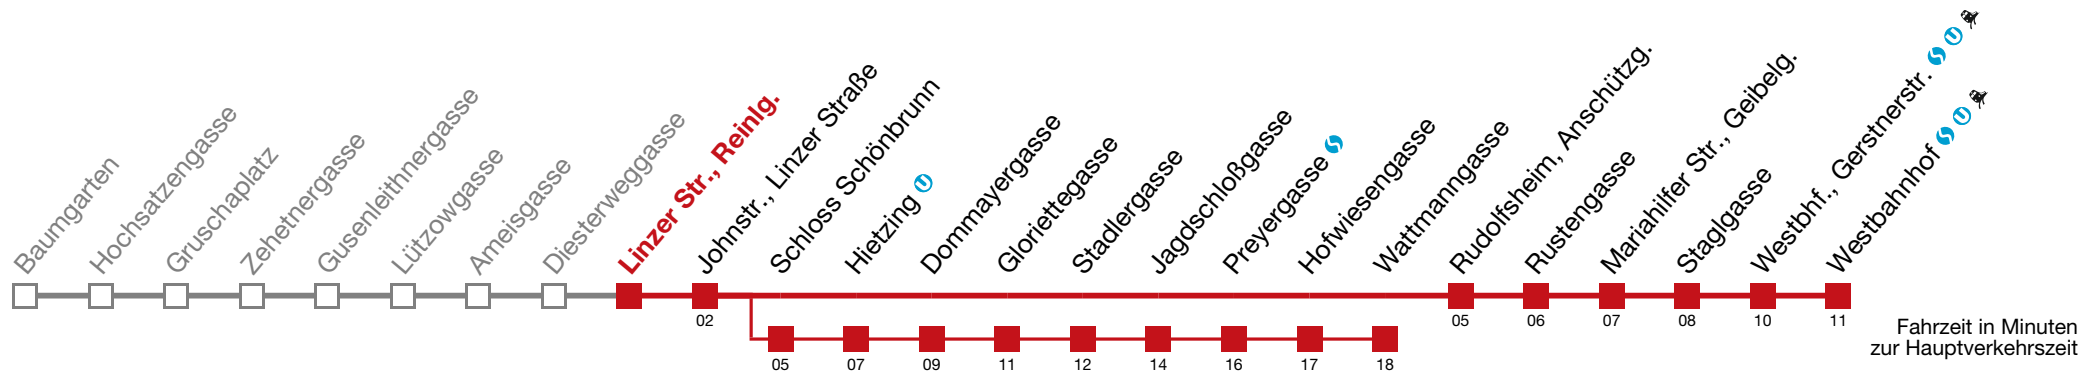 Baumgarten
Hochsatzengasse
Gruschaplatz
Zehetnergasse
Gusenleithnergasse
Lützowgasse
Ameisgasse
Diesterweggasse
Linzer Str., Reinlg.
Johnstr., Linzer Straße
Schloss Schönbrunn
Hietzing U
Dommayergasse
Gloriettegasse
Stadlergasse
Jagdschloßgasse
Preyergasse S
Hofwiesengasse
Wattmanngasse
Rudolfsheim, Anschützg.
Rustengasse
Mariahilfer Str., Geibelg.
Staglgasse
Westbhf., Gerstnerstr. S U
Westbahnhof S U
02
05
06
07
08
10
11
05
07
09
11
12
14
16
17
18
Fahrzeit in Minuten
zur Hauptverkehrszeit